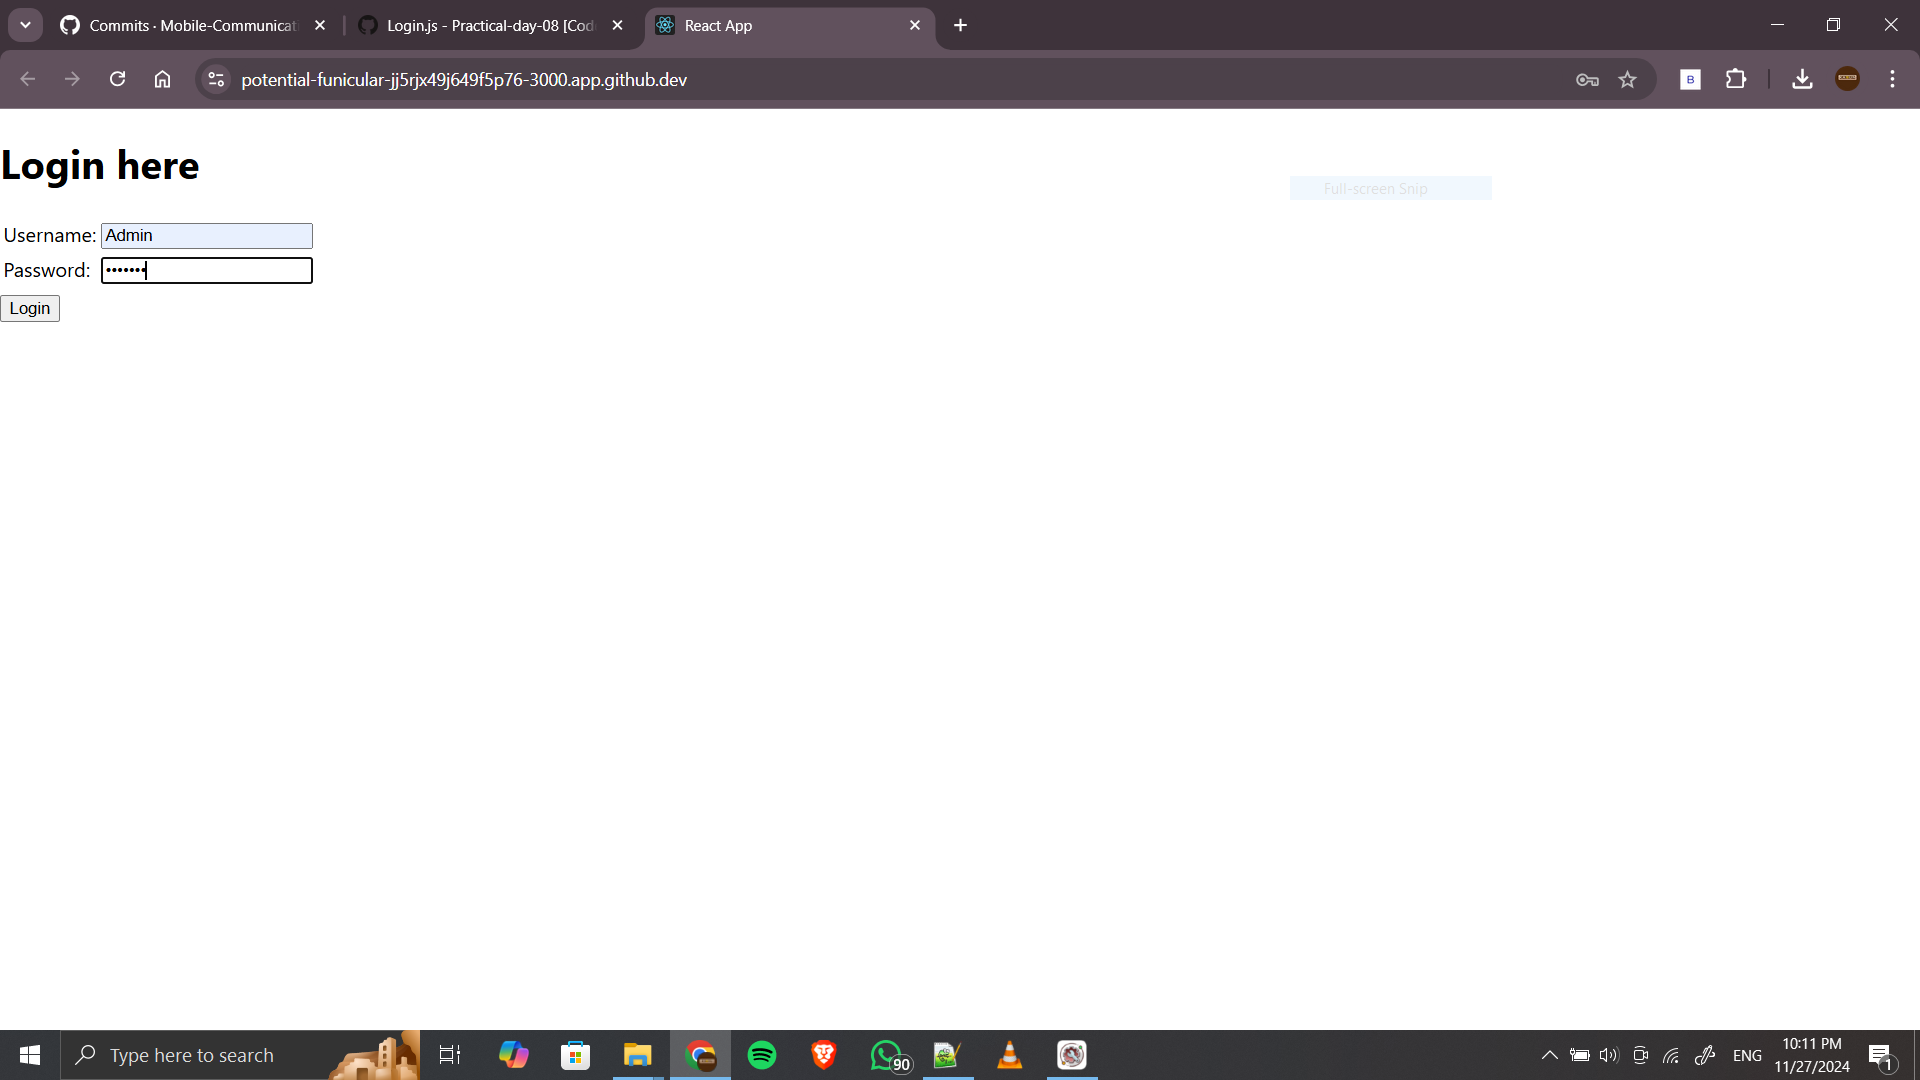 Commits · Mobile-Communicati
Login.js - Practical-day-08 [Cod
React App
potential-funicular-jj5rjx49j649f5p76-3000.app.github.dev
B
Login here
Full-screen Snip
Username: Admin
Password: •••••••
Login
Type here to search
90
ENG
10:11 PM
11/27/2024
1